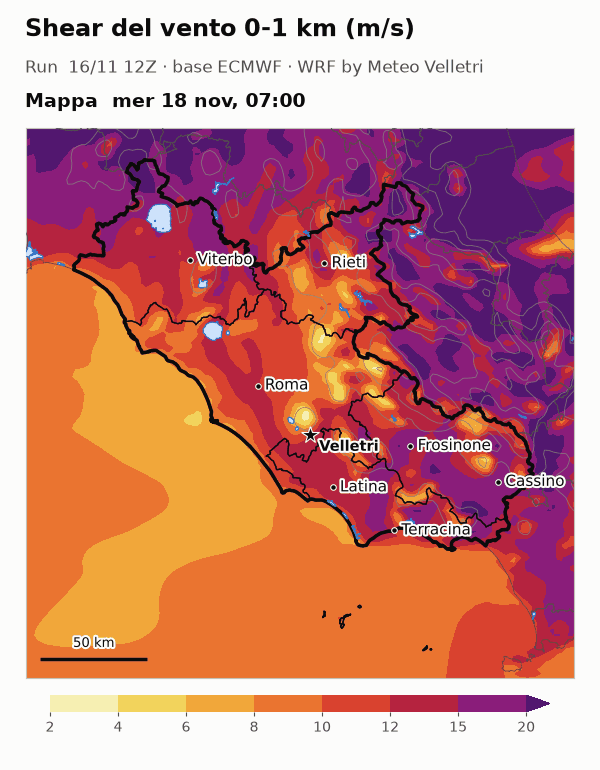 Shear del vento 0-1 km (m/s)
Run  16/11 12Z · base ECMWF · WRF by Meteo Velletri
Mappa  mer 18 nov, 07:00
Viterbo
Rieti
Roma
Velletri
Frosinone
Cassino
Latina
Terracina
50 km
2 4 6 8 10 12 15 20